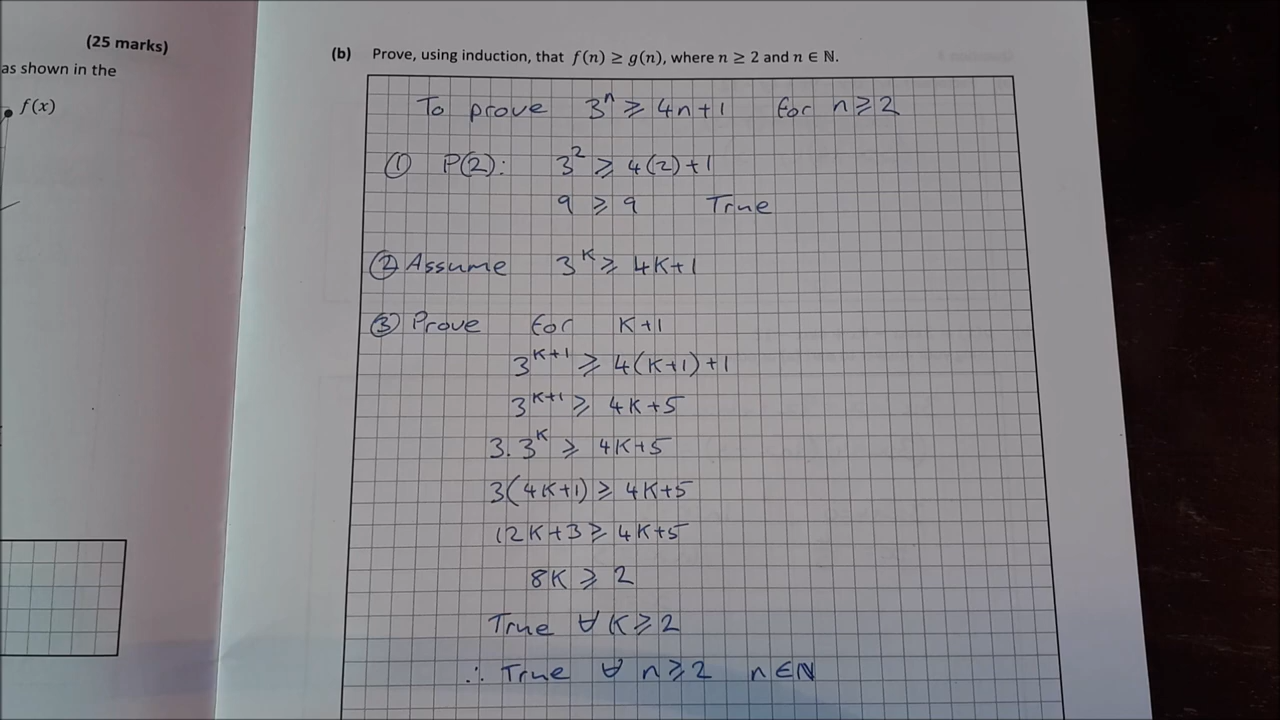 (25 marks)
as shown in the
f(x)
(b) Prove, using induction, that f(n) ≥ g(n), where n ≥ 2 and n ∈ ℕ.
To prove 3ⁿ ≥ 4n+1 for n≥2
① P(2): 3² ≥ 4(2)+1
9 ≥ 9 True
② Assume 3ᴷ ≥ 4K+1
③ Prove for K+1
3ᴷ⁺¹ ≥ 4(K+1)+1
3ᴷ⁺¹ ≥ 4K+5
3.3ᴷ ≥ 4K+5
3(4K+1) ≥ 4K+5
12K+3 ≥ 4K+5
8K ≥ 2
True ∀ K≥2
∴ True ∀ n≥2 n∈ℕ